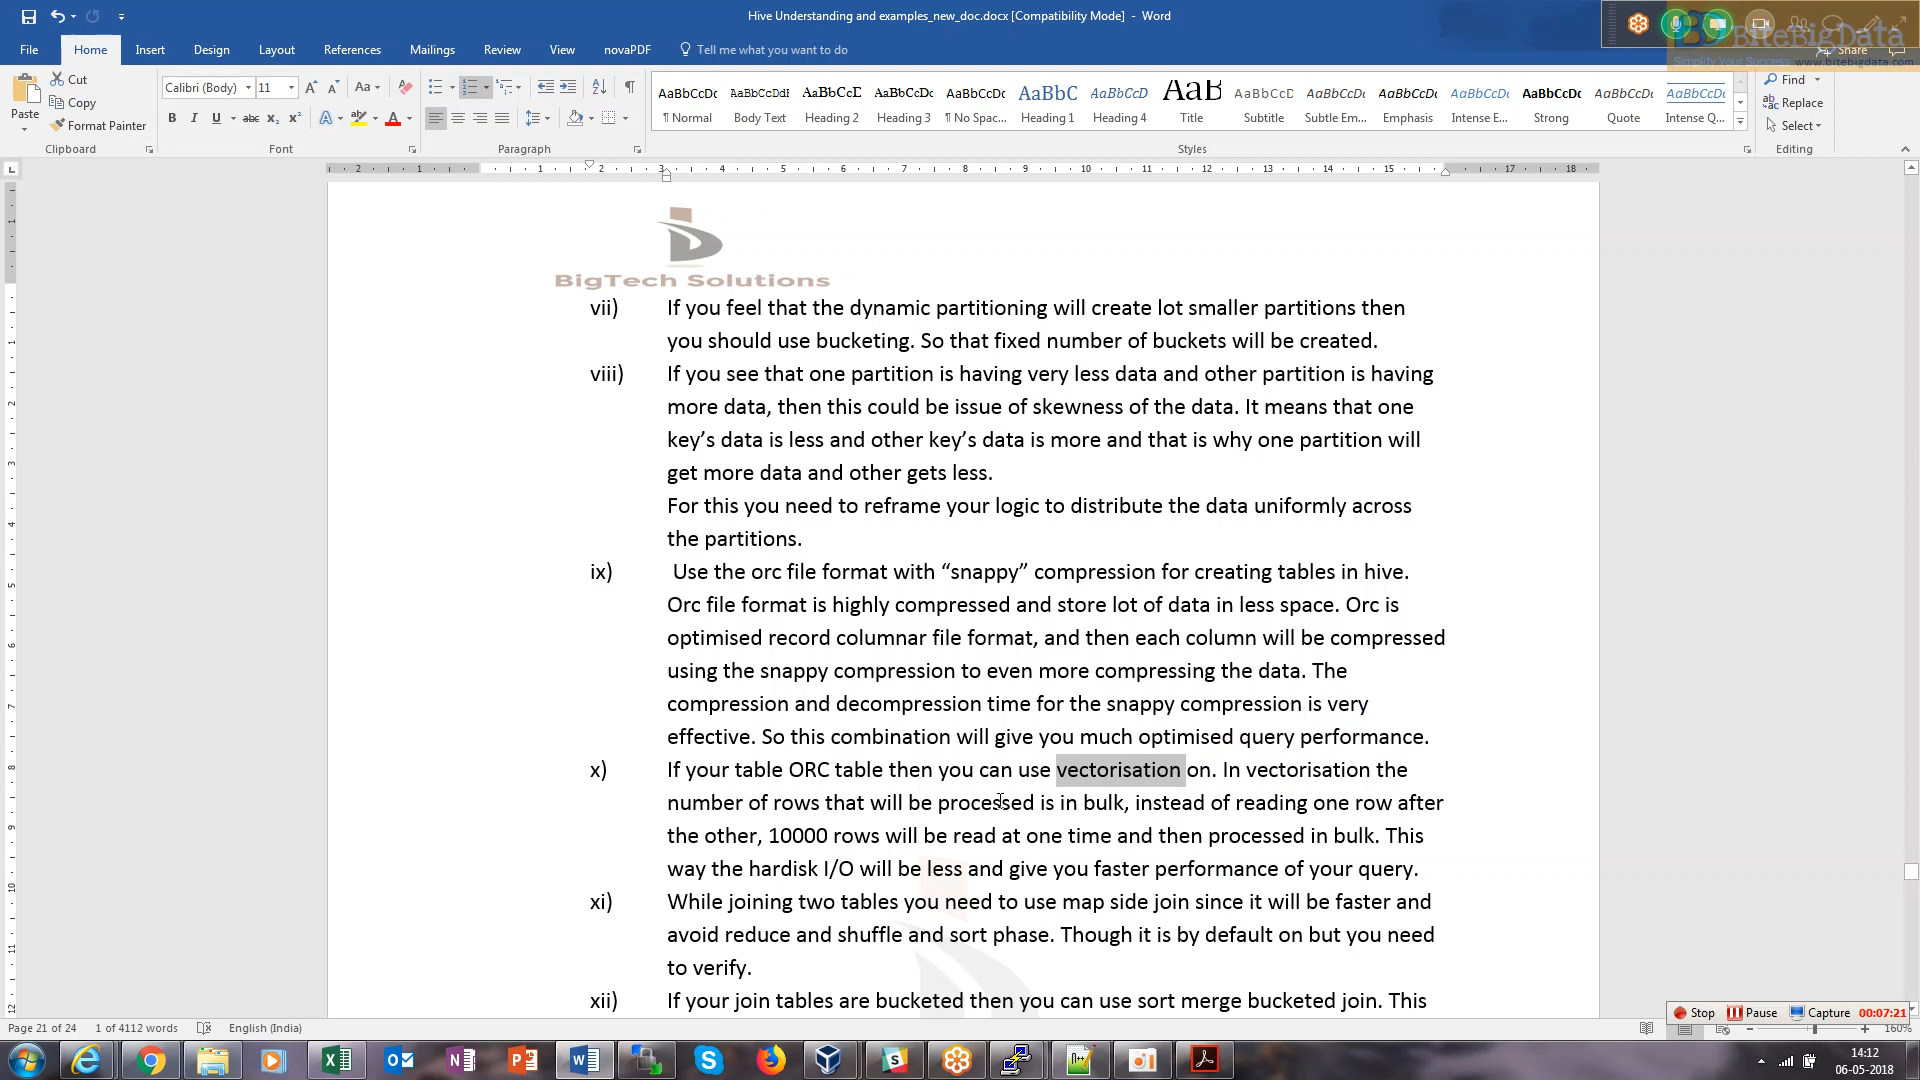 Hive Understanding and examples_new_doc.docx [Compatibility Mode] - Word
BiteBigData
Simplify Your Success www.bitebigdata.com
File Home Insert Design Layout References Mailings Review View novaPDF Tell me what you want to do Share
Cut
Copy
Format Painter
Paste
Clipboard
Calibri (Body) 11
Font
Paragraph
AaBbCcDc AaBbCcDdE AaBbCcD AaBbCcDc AaBbCcDc AaBbC AaBbCcD AaB AaBbCcD AaBbCcDc AaBbCcDc AaBbCcDc AaBbCcDc AaBbCcDc AaBbCcDc
¶ Normal Body Text Heading 2 Heading 3 ¶ No Spac... Heading 1 Heading 4 Title Subtitle Subtle Em... Emphasis Intense E... Strong Quote Intense Q...
Styles
Find
Replace
Select
Editing
BigTech Solutions
vii) If you feel that the dynamic partitioning will create lot smaller partitions then
you should use bucketing. So that fixed number of buckets will be created.
viii) If you see that one partition is having very less data and other partition is having
more data, then this could be issue of skewness of the data. It means that one
key’s data is less and other key’s data is more and that is why one partition will
get more data and other gets less.
For this you need to reframe your logic to distribute the data uniformly across
the partitions.
ix) Use the orc file format with “snappy” compression for creating tables in hive.
Orc file format is highly compressed and store lot of data in less space. Orc is
optimised record columnar file format, and then each column will be compressed
using the snappy compression to even more compressing the data. The
compression and decompression time for the snappy compression is very
effective. So this combination will give you much optimised query performance.
x) If your table ORC table then you can use vectorisation on. In vectorisation the
number of rows that will be processed is in bulk, instead of reading one row after
the other, 10000 rows will be read at one time and then processed in bulk. This
way the hardisk I/O will be less and give you faster performance of your query.
xi) While joining two tables you need to use map side join since it will be faster and
avoid reduce and shuffle and sort phase. Though it is by default on but you need
to verify.
xii) If your join tables are bucketed then you can use sort merge bucketed join. This
Stop Pause Capture 00:07:21
Page 21 of 24 1 of 4112 words English (India) 160%
14:12
06-05-2018